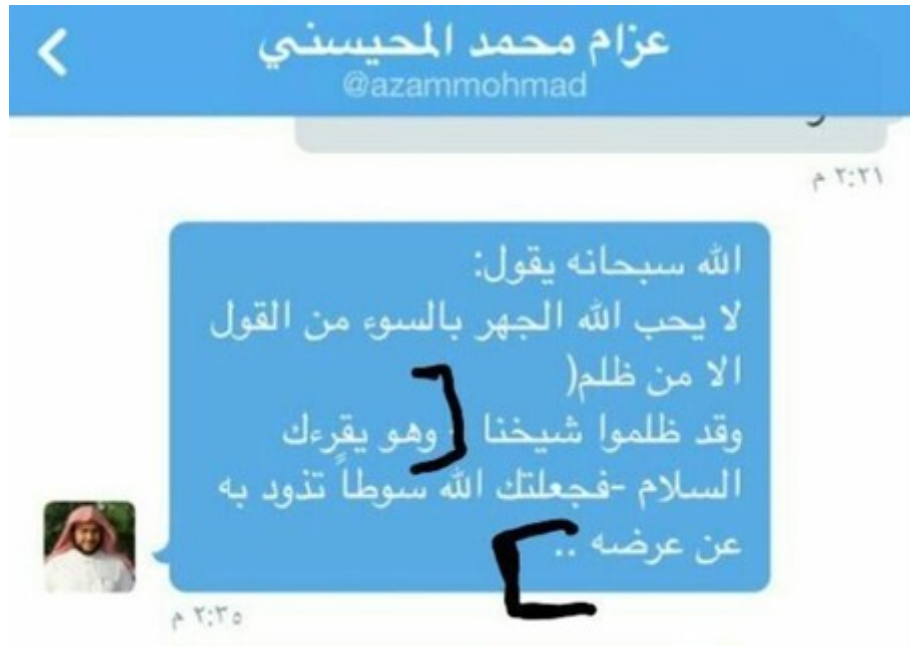 عزام محمد المحيسني
@azammohmad
٢:٢١ م
الله سبحانه يقول:
لا يحب الله الجهر بالسوء من القول
الا من ظلم(
وقد ظلموا شيخنا - وهو يقرءك
السلام -فجعلتك الله سوطاً تذود به
عن عرضه ..
٢:٢٥ م